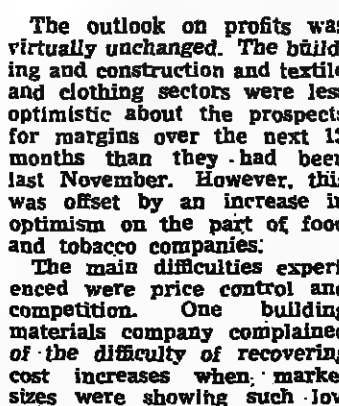 The outlook on profits was
virtually unchanged. The build-
ing and construction and textile
and clothing sectors were less
optimistic about the prospects
for margins over the next 12
months than they had been
last November. However, this
was offset by an increase in
optimism on the part of food
and tobacco companies.
The main difficulties experi-
enced were price control and
competition. One building
materials company complained
of the difficulty of recovering
cost increases when market
sizes were showing such low